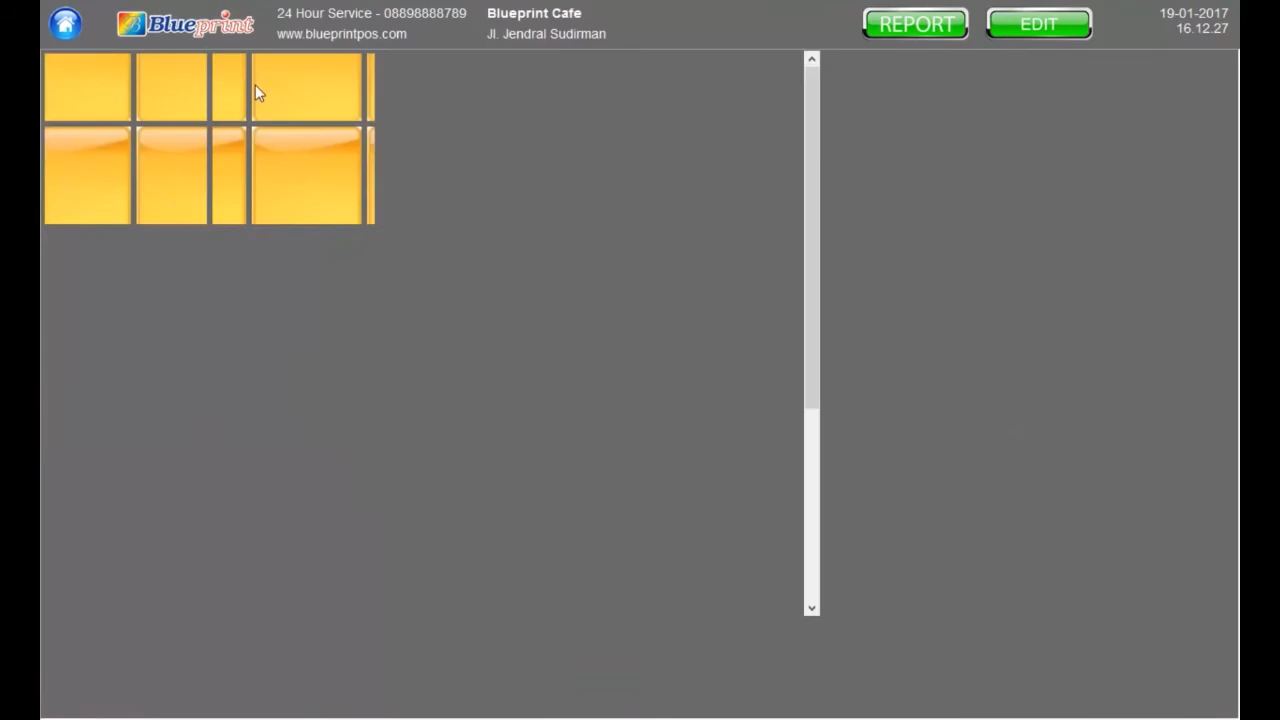 Blueprint
24 Hour Service - 08898888789
www.blueprintpos.com
Blueprint Cafe
Jl. Jendral Sudirman
REPORT
EDIT
19-01-2017
16.12.27